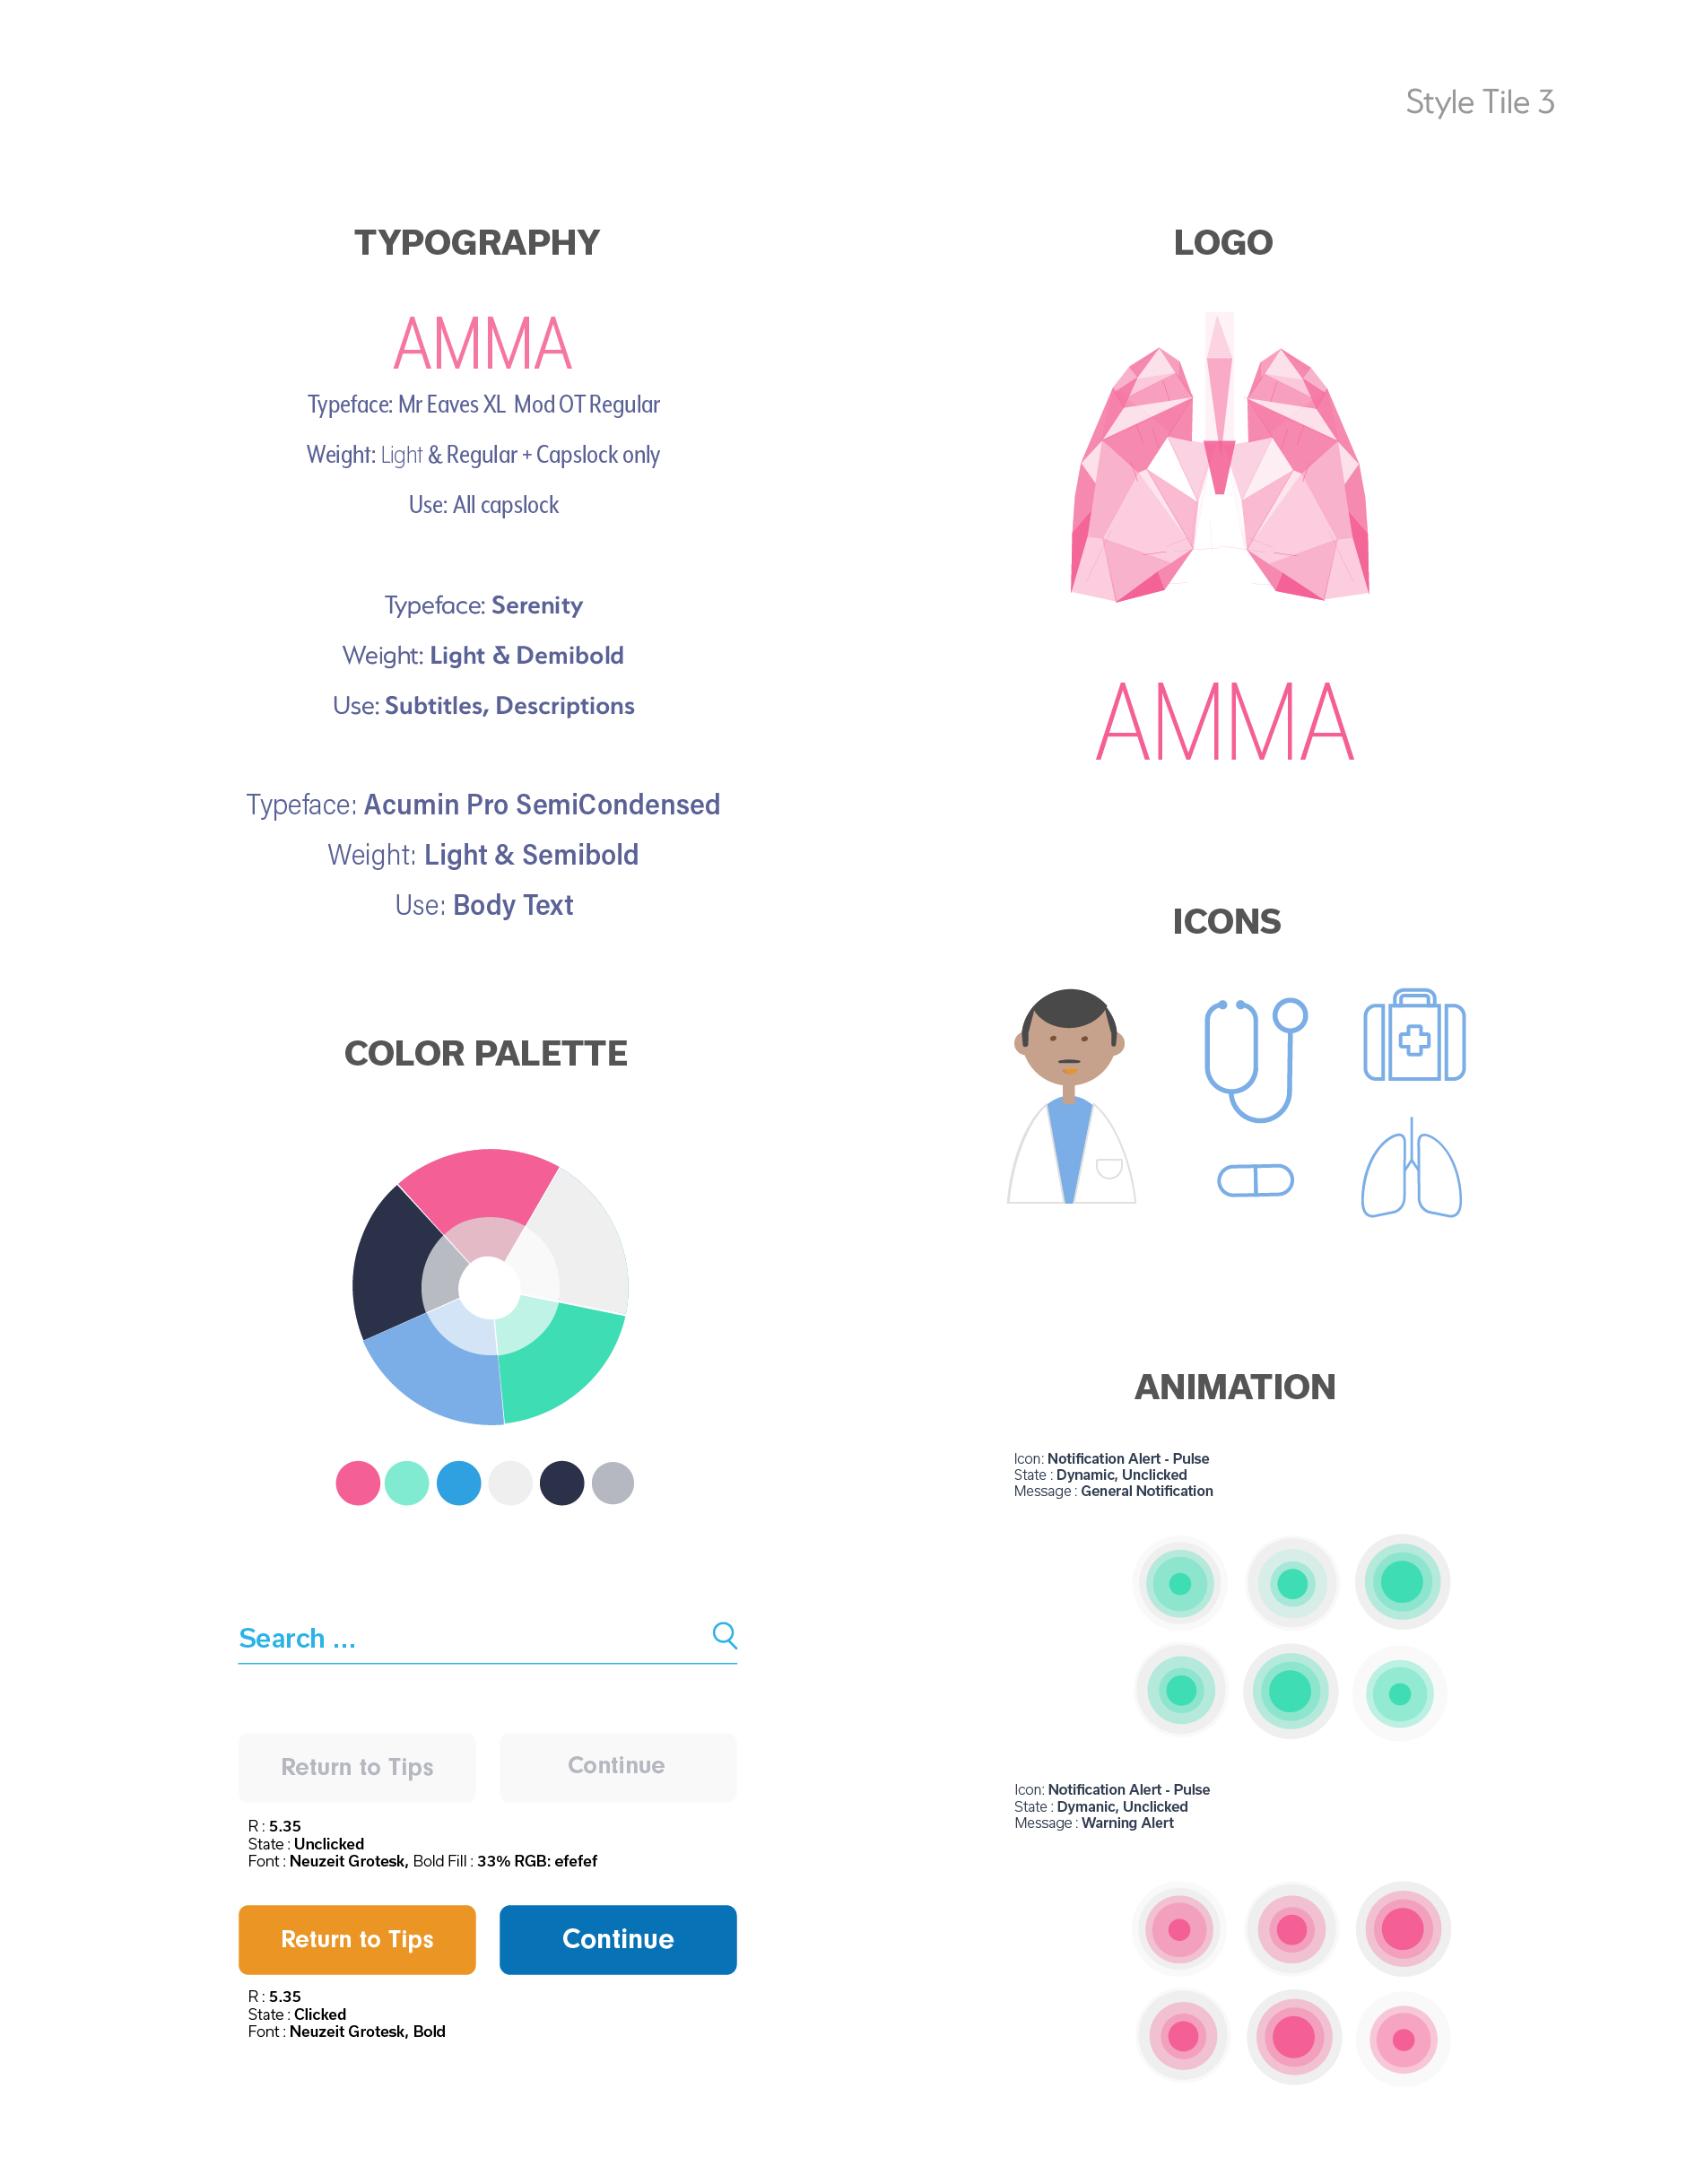 Style Tile 3
TYPOGRAPHY
AMMA
Typeface: Mr Eaves XL Mod OT Regular
Weight: Light & Regular + Capslock only
Use: All capslock
Typeface: Serenity
Weight: Light & Demibold
Use: Subtitles, Descriptions
Typeface: Acumin Pro SemiCondensed
Weight: Light & Semibold
Use: Body Text
COLOR PALETTE
Search ...
Return to Tips
Continue
R : 5.35
State : Unclicked
Font : Neuzeit Grotesk, Bold Fill : 33% RGB: efefef
Return to Tips
Continue
R : 5.35
State : Clicked
Font : Neuzeit Grotesk, Bold
LOGO
AMMA
ICONS
ANIMATION
Icon: Notification Alert - Pulse
State : Dynamic, Unclicked
Message : General Notification
Icon: Notification Alert - Pulse
State : Dymanic, Unclicked
Message : Warning Alert